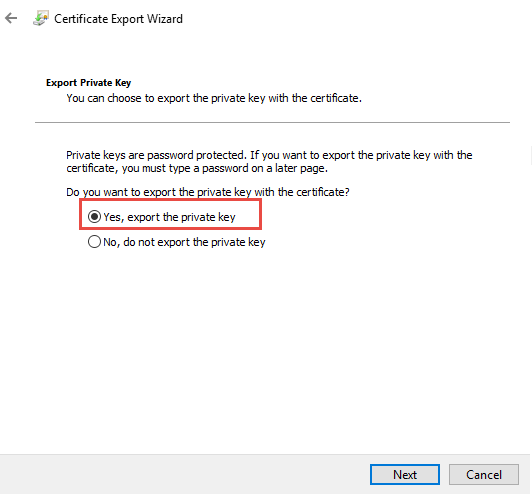 Certificate Export Wizard
Export Private Key
You can choose to export the private key with the certificate.
Private keys are password protected. If you want to export the private key with the
certificate, you must type a password on a later page.
Do you want to export the private key with the certificate?
Yes, export the private key
No, do not export the private key
Next
Cancel